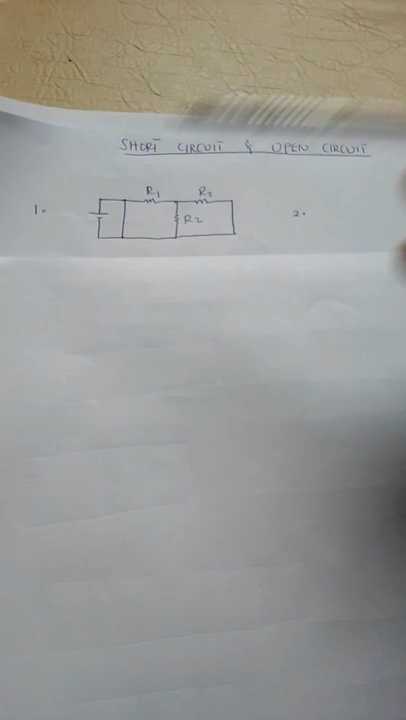 SHORT CIRCUIT & OPEN CIRCUIT
R1 R3
1. R2 2.